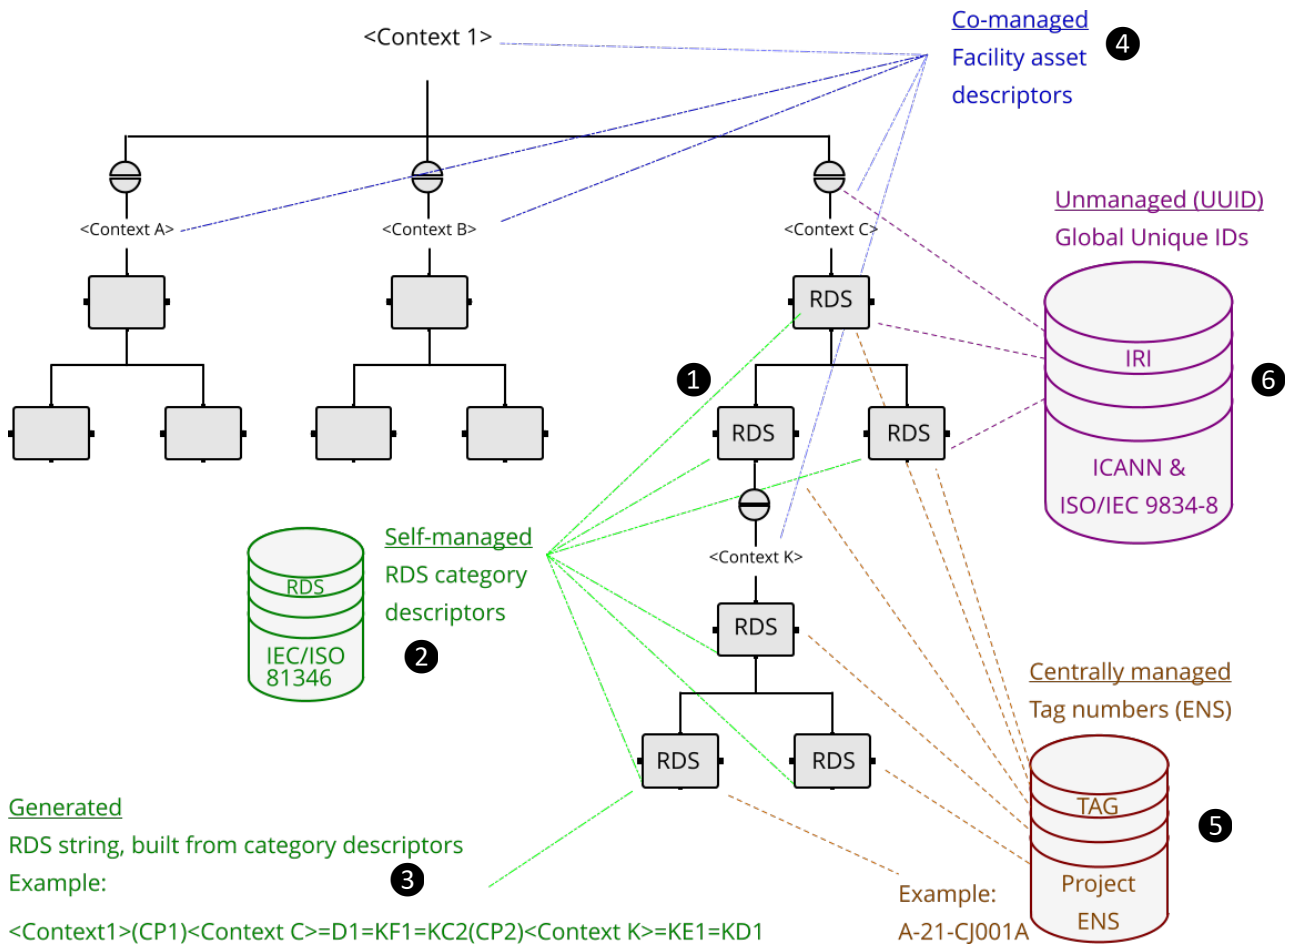 <Context 1>
Co-managed
Facility asset
descriptors
4
Unmanaged (UUID)
Global Unique IDs
<Context A>
<Context B>
<Context C>
RDS
IRI
1
6
RDS
RDS
ICANN &
ISO/IEC 9834-8
Self-managed
RDS category
descriptors
<Context K>
RDS
IEC/ISO
81346
2
RDS
Centrally managed
Tag numbers (ENS)
RDS
RDS
TAG
5
Project
ENS
Generated
RDS string, built from category descriptors
Example:
3
<Context1>(CP1)<Context C>=D1=KF1=KC2(CP2)<Context K>=KE1=KD1
Example:
A-21-CJ001A